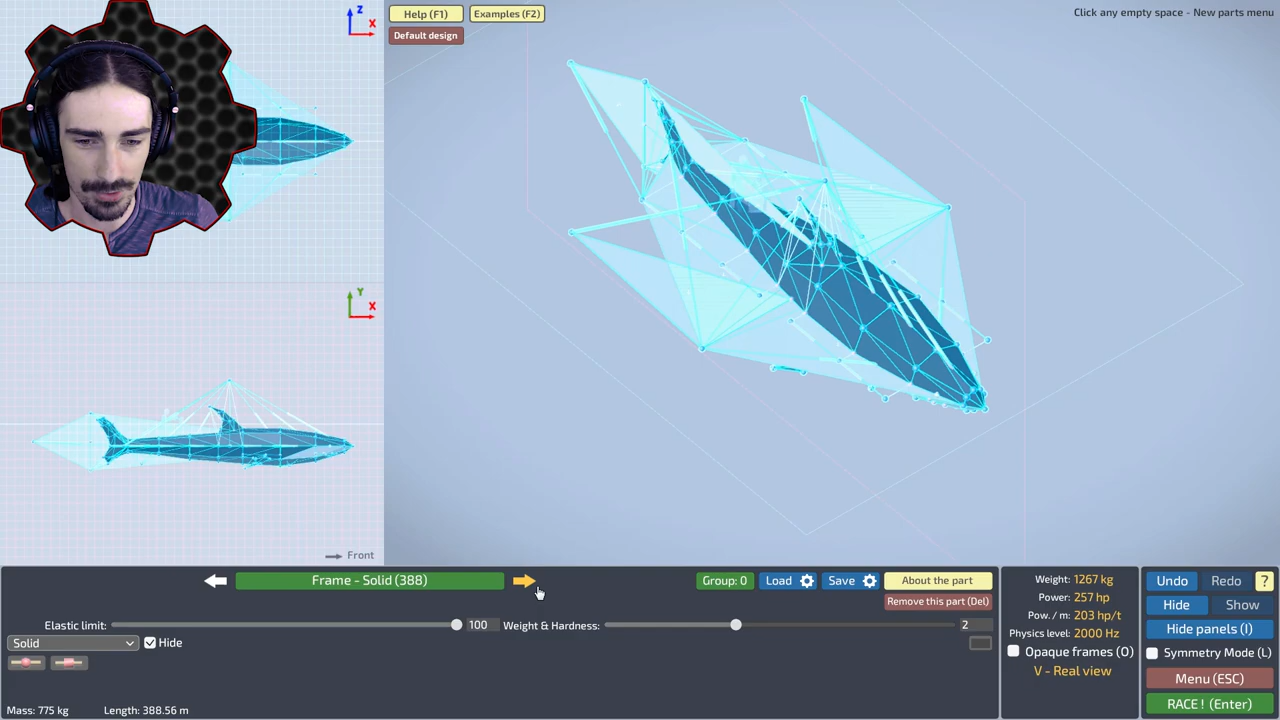 Z
X
Help (F1)
Examples (F2)
Click any empty space - New parts menu
Default design
Y
X
Front
Frame - Solid (388)
Group: 0
Load
Save
About the part
Remove this part (Del)
Elastic limit:
100
Weight & Hardness:
2
Solid
Hide
Mass: 775 kg
Length: 388.56 m
Weight: 1267 kg
Power: 257 hp
Pow. / m: 203 hp/t
Physics level: 2000 Hz
Opaque frames (O)
V - Real view
Undo
Redo
?
Hide
Show
Hide panels (I)
Symmetry Mode (L)
Menu (ESC)
RACE ! (Enter)